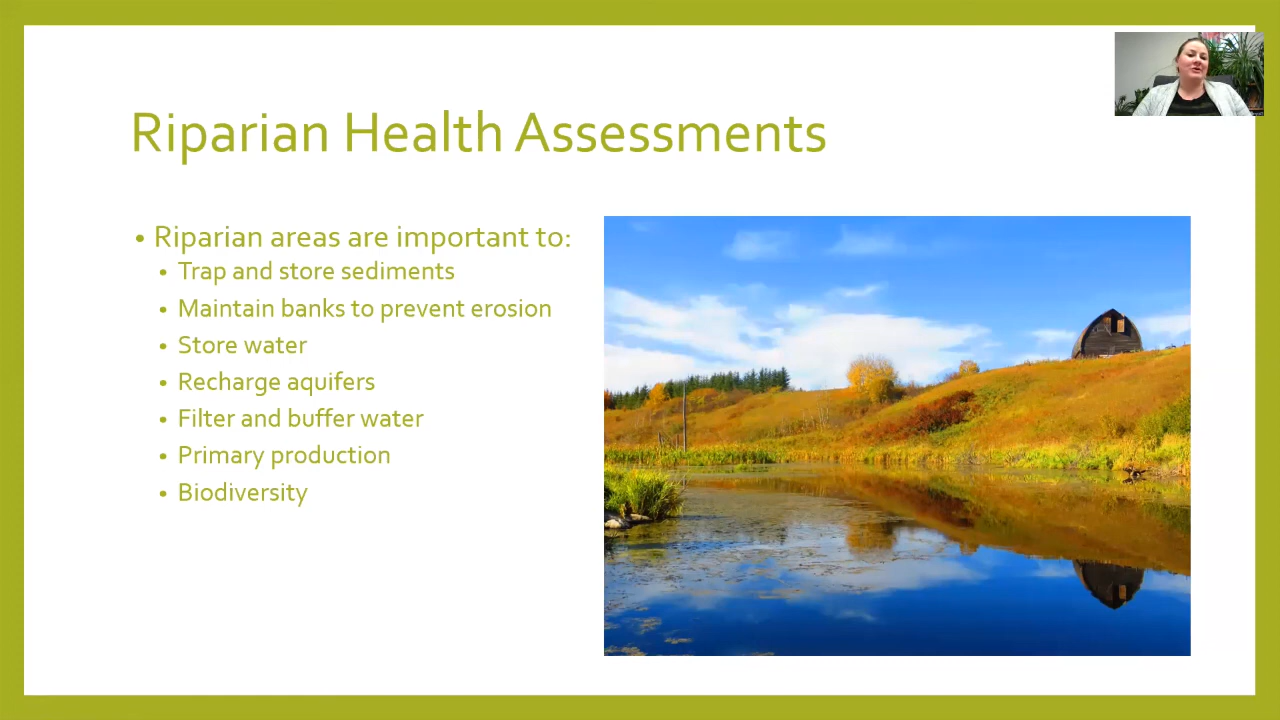 Riparian Health Assessments
• Riparian areas are important to:
• Trap and store sediments
• Maintain banks to prevent erosion
• Store water
• Recharge aquifers
• Filter and buffer water
• Primary production
• Biodiversity